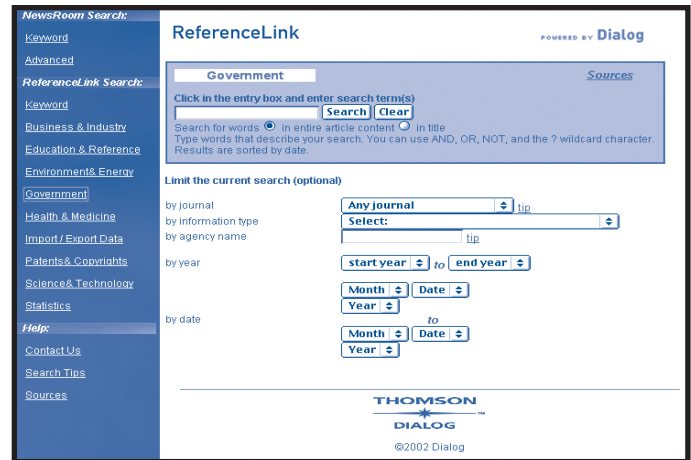 NewsRoom Search:
Keyword
Advanced
ReferenceLink Search:
Keyword
Business & Industry
Education & Reference
Environment& Energy
Government
Health & Medicine
Import / Export Data
Patents& Copyrights
Science& Technology
Statistics
Help:
Contact Us
Search Tips
Sources
ReferenceLink
POWERED BY Dialog
Government
Sources
Click in the entry box and enter search term(s)
Search Clear
Search for words in entire article content in title
Type words that describe your search. You can use AND, OR, NOT, and the ? wildcard character.
Results are sorted by date.
Limit the current search (optional)
by journal Any journal tip
by information type Select:
by agency name tip
by year start year to end year
Month Date
Year
by date to
Month Date
Year
THOMSON
™
DIALOG
©2002 Dialog